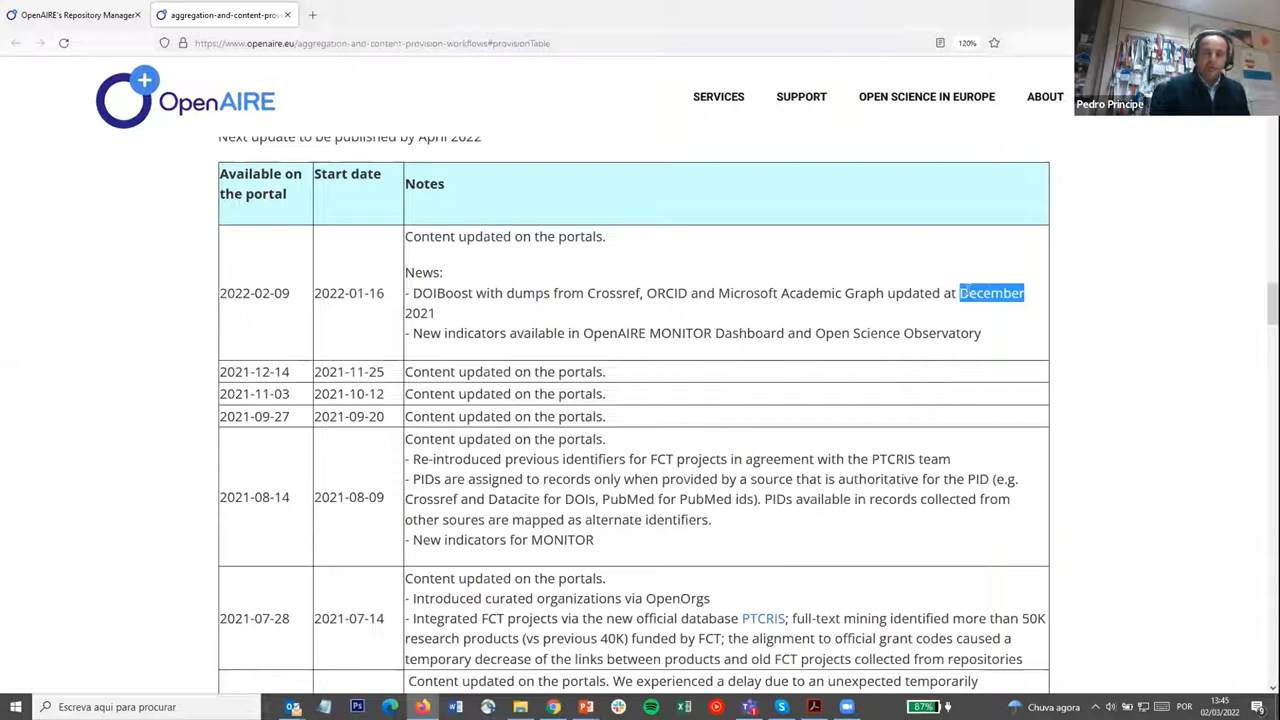 OpenAIRE's Repository Manager
aggregation-and-content-prov
https://www.openaire.eu/aggregation-and-content-provision-workflows#provisionTable
120%
OpenAIRE
SERVICES
SUPPORT
OPEN SCIENCE IN EUROPE
ABOUT
Pedro Principe
Next update to be published by April 2022
Available on the portal
Start date
Notes
2022-02-09
2022-01-16
Content updated on the portals.
News:
- DOIBoost with dumps from Crossref, ORCID and Microsoft Academic Graph updated at December
2021
- New indicators available in OpenAIRE MONITOR Dashboard and Open Science Observatory
2021-12-14
2021-11-25
Content updated on the portals.
2021-11-03
2021-10-12
Content updated on the portals.
2021-09-27
2021-09-20
Content updated on the portals.
2021-08-14
2021-08-09
Content updated on the portals.
- Re-introduced previous identifiers for FCT projects in agreement with the PTCRIS team
- PIDs are assigned to records only when provided by a source that is authoritative for the PID (e.g.
Crossref and Datacite for DOIs, PubMed for PubMed ids). PIDs available in records collected from
other soures are mapped as alternate identifiers.
- New indicators for MONITOR
2021-07-28
2021-07-14
Content updated on the portals.
- Introduced curated organizations via OpenOrgs
- Integrated FCT projects via the new official database PTCRIS; full-text mining identified more than 50K
research products (vs previous 40K) funded by FCT; the alignment to official grant codes caused a
temporary decrease of the links between products and old FCT projects collected from repositories
Content updated on the portals. We experienced a delay due to an unexpected temporarily
Escreva aqui para procurar
87%
Chuva agora
POR
13:45
02/03/2022